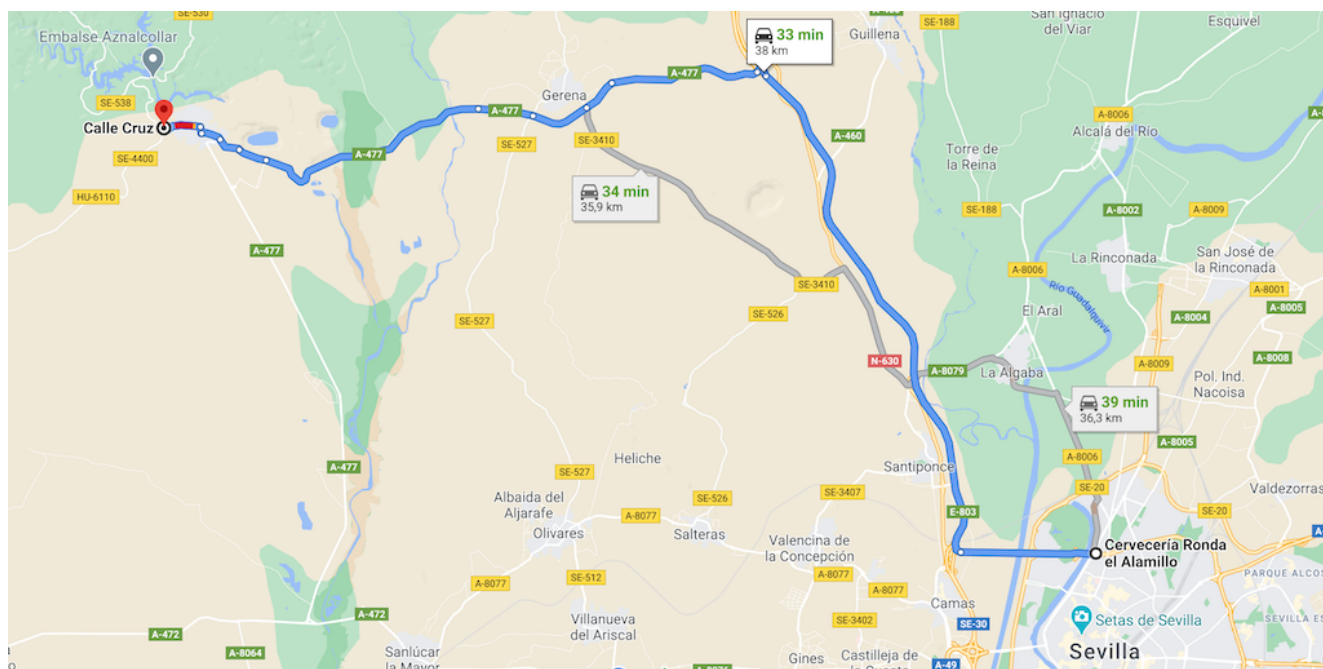 SE-530
SE-188
San Ignacio
del Viar
Esquivel
33 min
38 km
Guillena
SE-188
Embalse Aznalcollar
A-477
Gerena
SE-538
A-477
A-8006
Calle Cruz
Alcalá del Río
A-460
SE-3410
SE-527
Torre de
la Reina
A-477
SE-4400
34 min
35,9 km
HU-6110
SE-188
A-8002
A-8009
A-477
La Rinconada
San José de
la Rinconada
A-8006
SE-3410
Río Guadalquivir
A-8001
A-8005
El Aral
A-8004
SE-527
SE-526
N-630
A-8079
La Algaba
A-8009
A-8008
Pol. Ind.
Nacoisa
39 min
36,3 km
A-8005
Heliche
A-8006
A-477
SE-527
Santiponce
SE-20
Valdezorras
Albaida del
Aljarafe
SE-526
SE-3407
A-8077
E-803
SE-20
Olivares
Salteras
Valencina de
la Concepción
Cervecería Ronda
el Alamillo
A-8077
SE-512
A-8077
A-8077
PARQUE ALCOS
Camas
Villanueva
del Ariscal
SE-3402
SE-30
Setas de Sevilla
SEVILLA ES
A-472
A-472
A-8064
Sanlúcar
la Mayor
Gines
Castilleja de
A-49
Sevilla